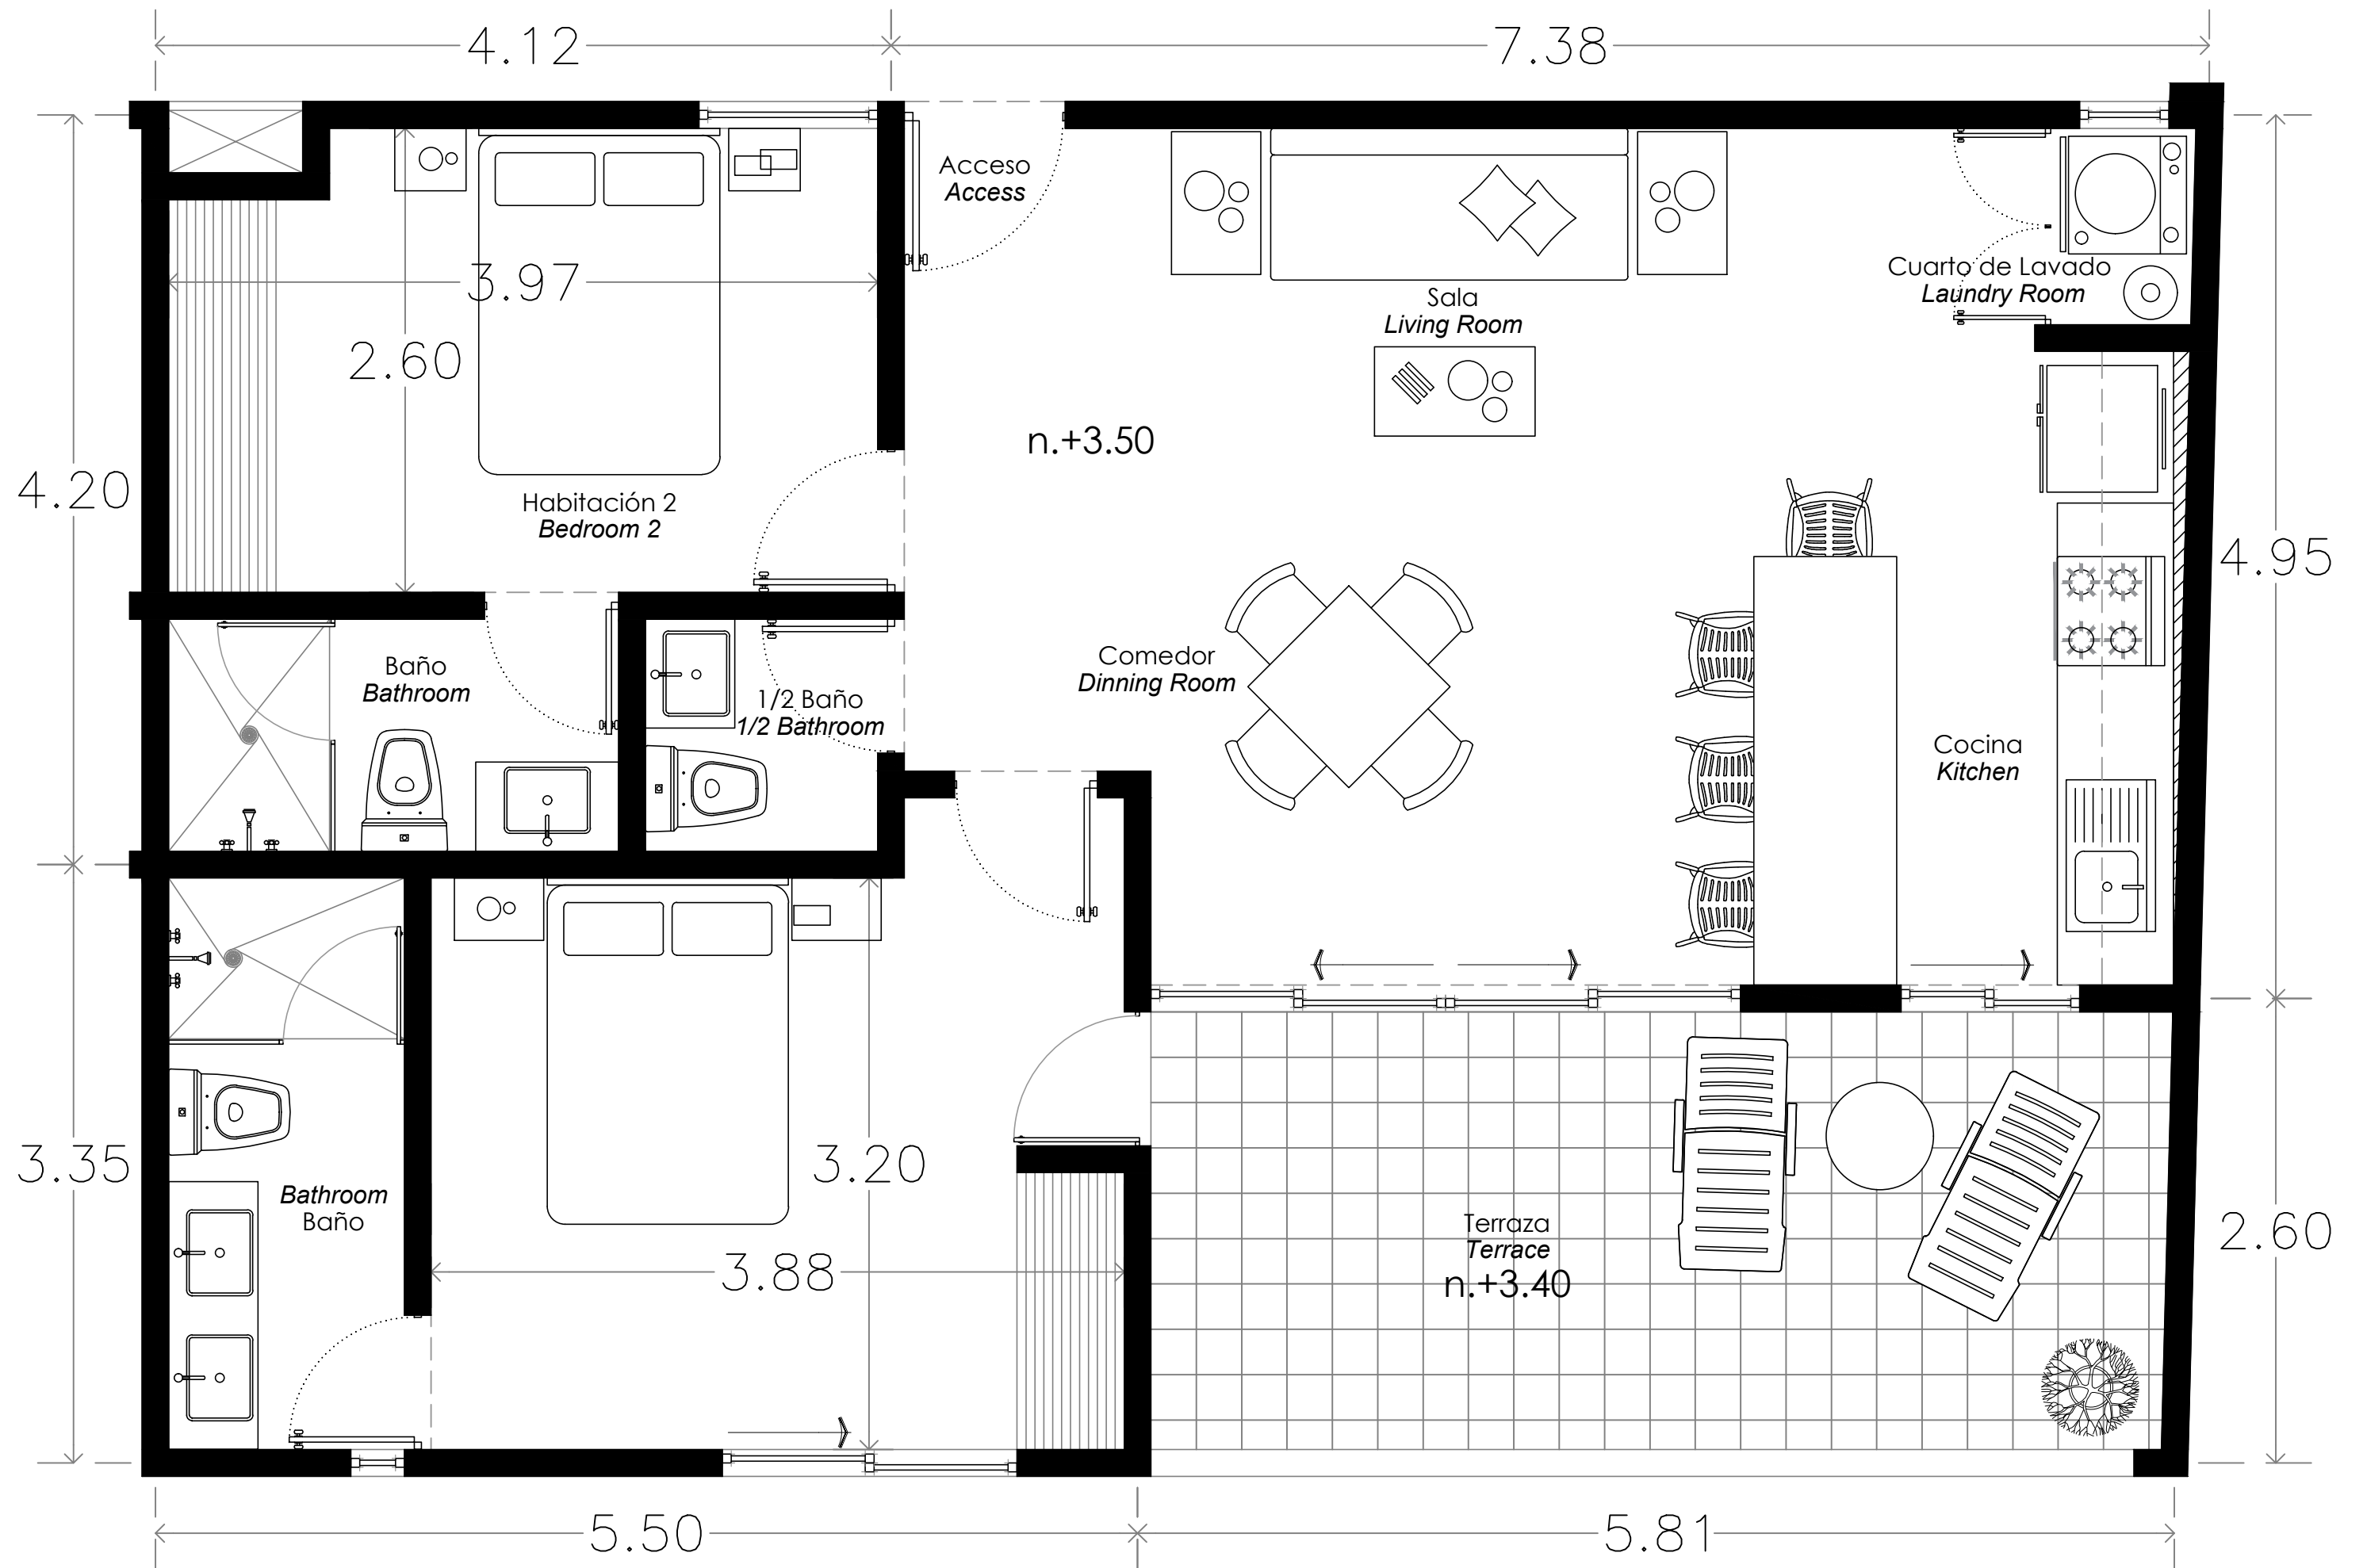 4.12
7.38
Acceso
Access
Cuarto de Lavado
Laundry Room
3.97
Sala
Living Room
2.60
n.+3.50
4.20
Habitación 2
Bedroom 2
4.95
Baño
Bathroom
1/2 Baño
1/2 Bathroom
Comedor
Dinning Room
Cocina
Kitchen
3.35
3.20
Bathroom
Baño
Terraza
Terrace
n.+3.40
2.60
3.88
5.50
5.81